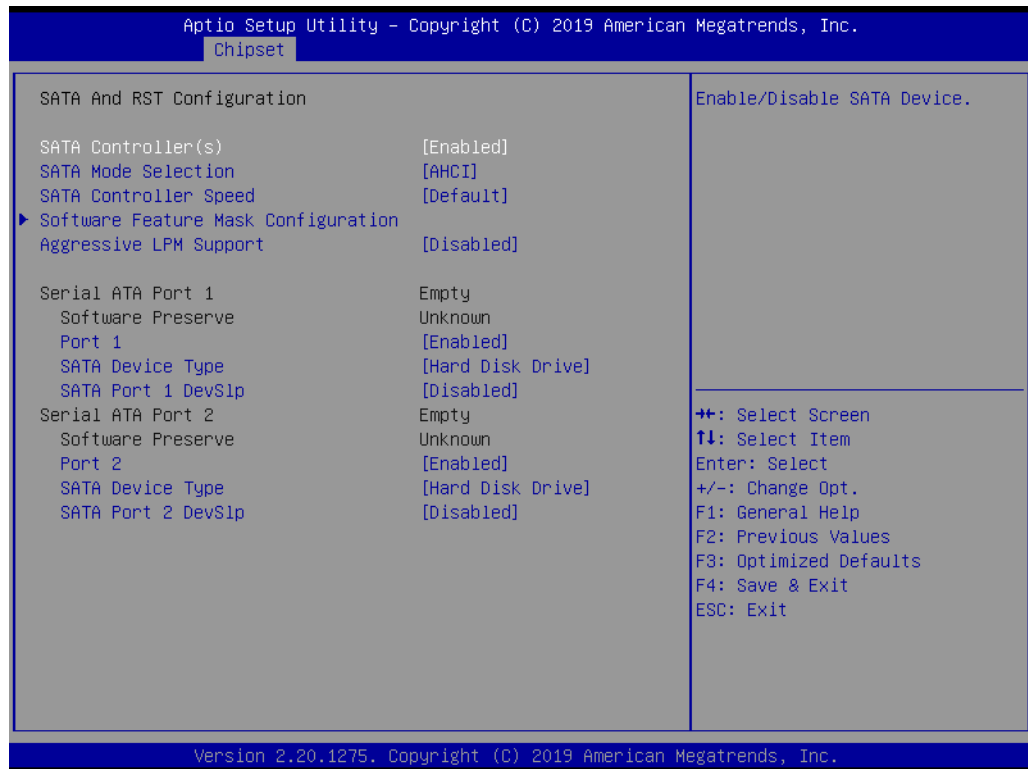 Aptio Setup Utility – Copyright (C) 2019 American Megatrends, Inc.
Chipset
SATA And RST Configuration
SATA Controller(s) [Enabled]
SATA Mode Selection [AHCI]
SATA Controller Speed [Default]
▶ Software Feature Mask Configuration
Aggressive LPM Support [Disabled]
Serial ATA Port 1 Empty
Software Preserve Unknown
Port 1 [Enabled]
SATA Device Type [Hard Disk Drive]
SATA Port 1 DevSlp [Disabled]
Serial ATA Port 2 Empty
Software Preserve Unknown
Port 2 [Enabled]
SATA Device Type [Hard Disk Drive]
SATA Port 2 DevSlp [Disabled]
Enable/Disable SATA Device.
→←: Select Screen
↑↓: Select Item
Enter: Select
+/-: Change Opt.
F1: General Help
F2: Previous Values
F3: Optimized Defaults
F4: Save & Exit
ESC: Exit
Version 2.20.1275. Copyright (C) 2019 American Megatrends, Inc.